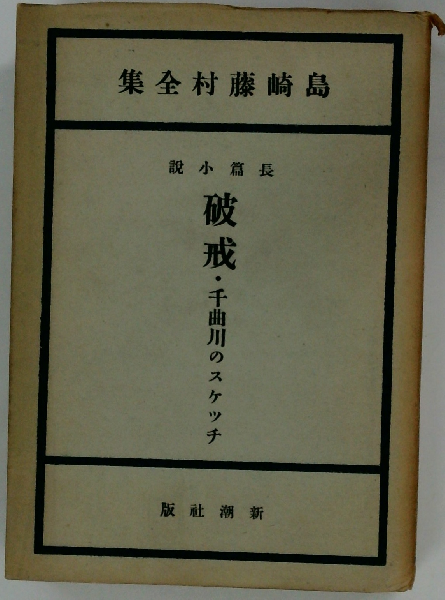 島崎藤村全集
長篇小説
破戒・千曲川のスケッチ
新潮社版